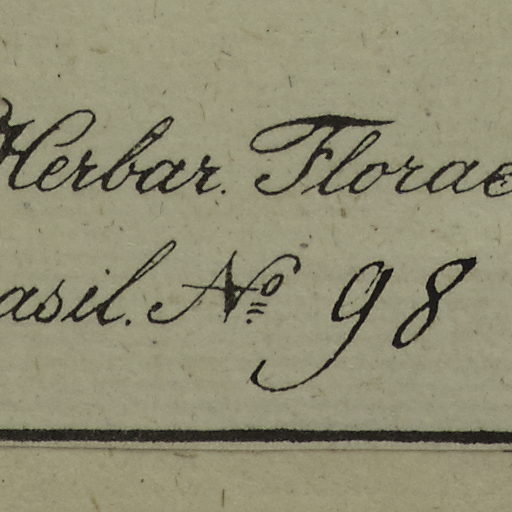 Herbar. Florae
asil. No 98